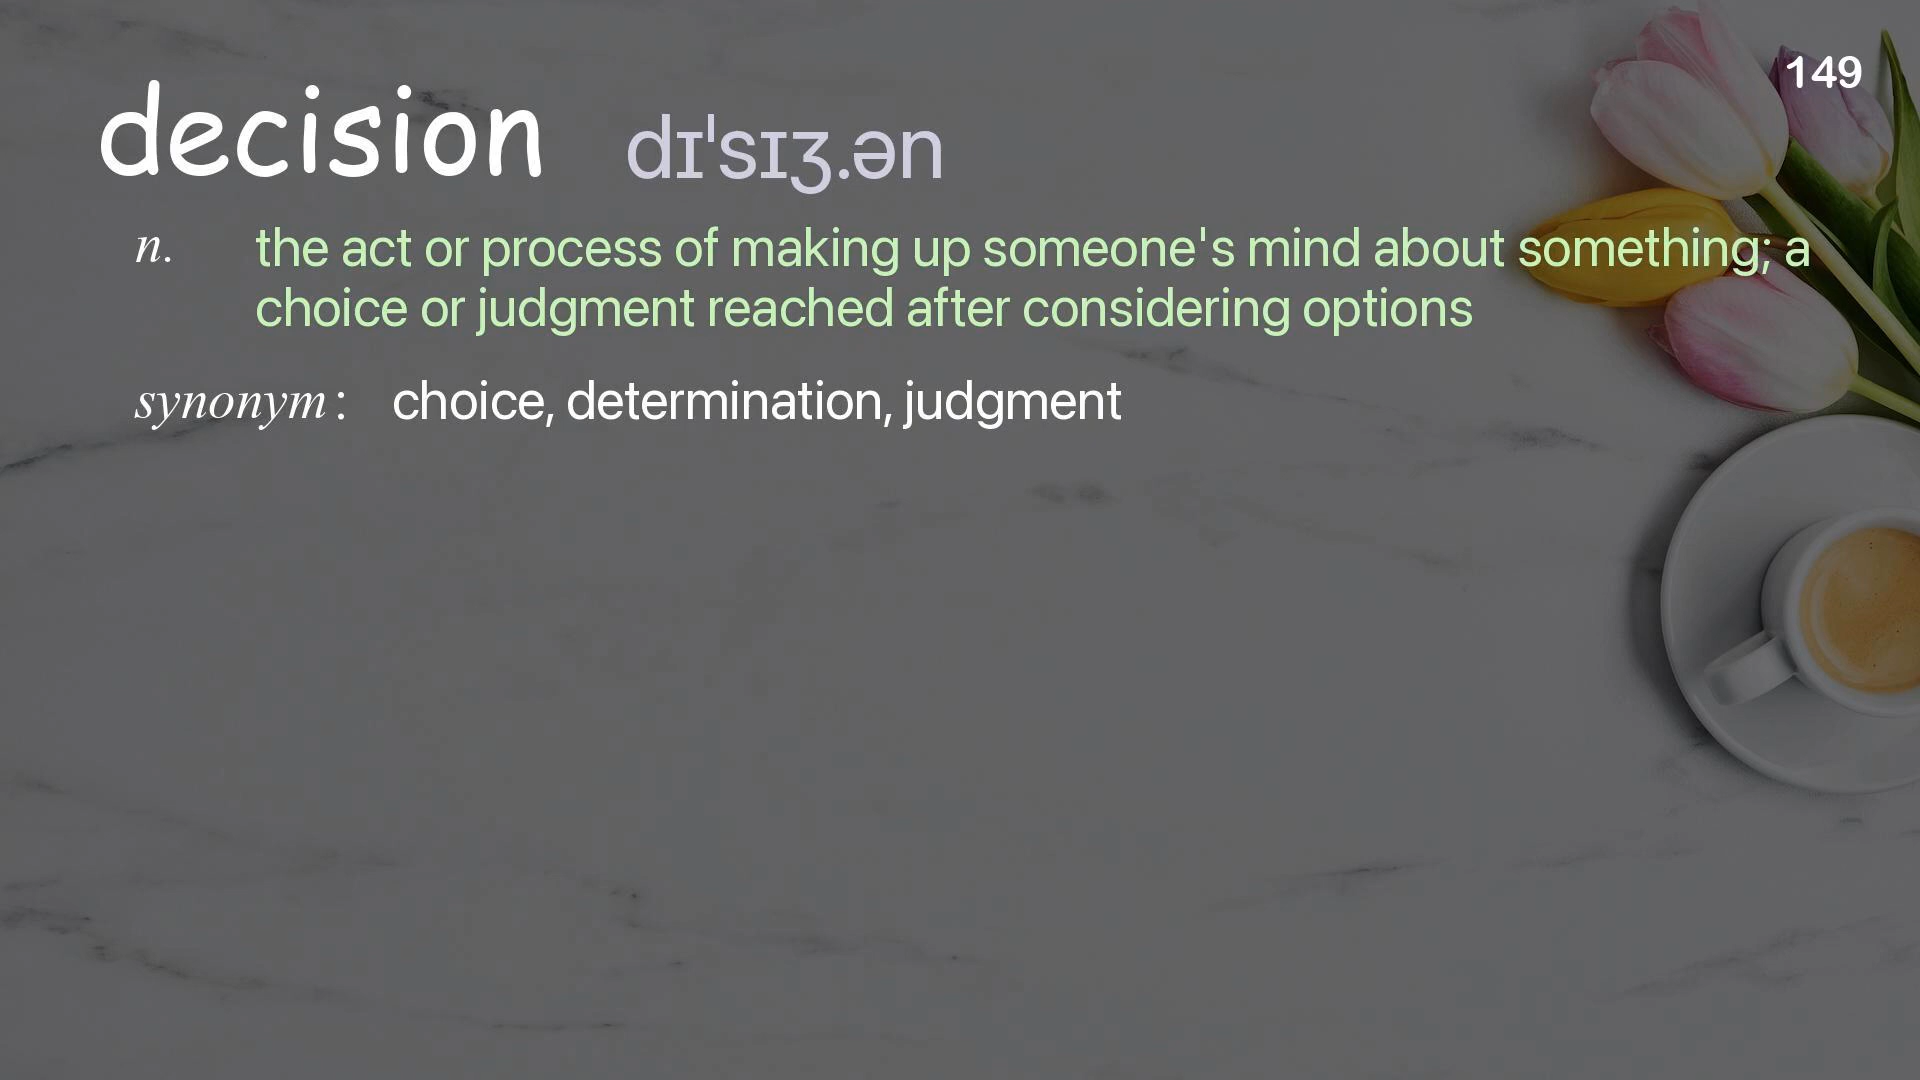 149
decision dɪˈsɪʒ.ən
n. the act or process of making up someone's mind about something; a
choice or judgment reached after considering options
synonym : choice, determination, judgment